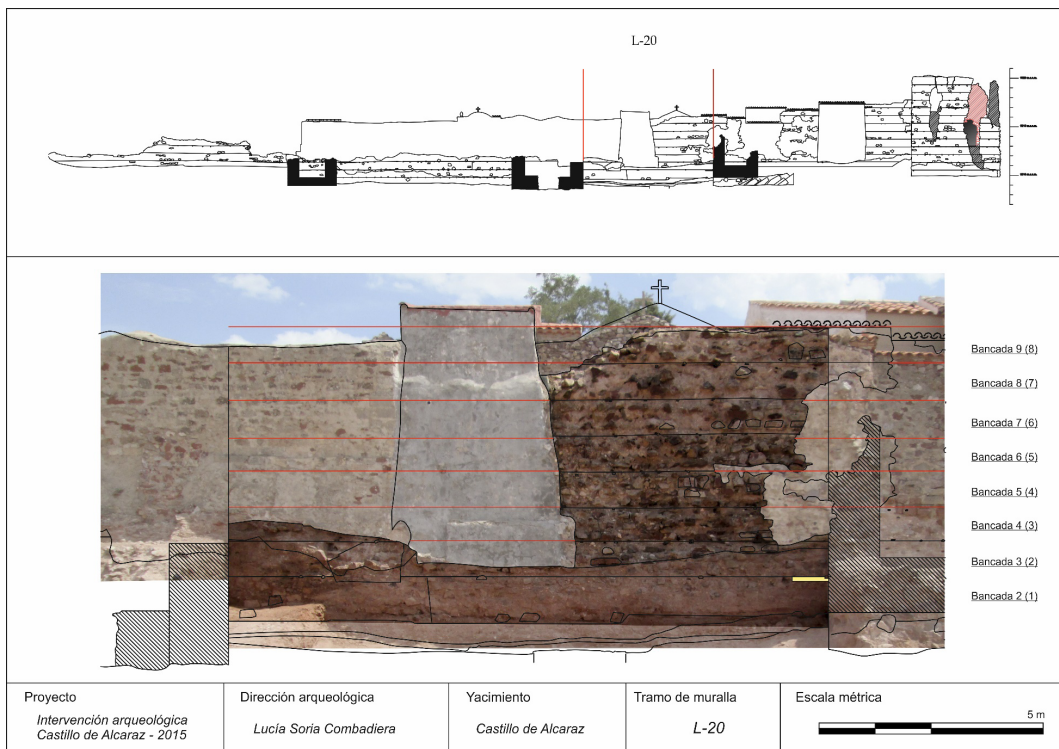 L-20
Bancada 9 (8)
Bancada 8 (7)
Bancada 7 (6)
Bancada 6 (5)
Bancada 5 (4)
Bancada 4 (3)
Bancada 3 (2)
Bancada 2 (1)
Proyecto
Intervención arqueológica
Castillo de Alcaraz - 2015
Dirección arqueológica
Lucía Soria Combadiera
Yacimiento
Castillo de Alcaraz
Tramo de muralla
L-20
Escala métrica
5 m